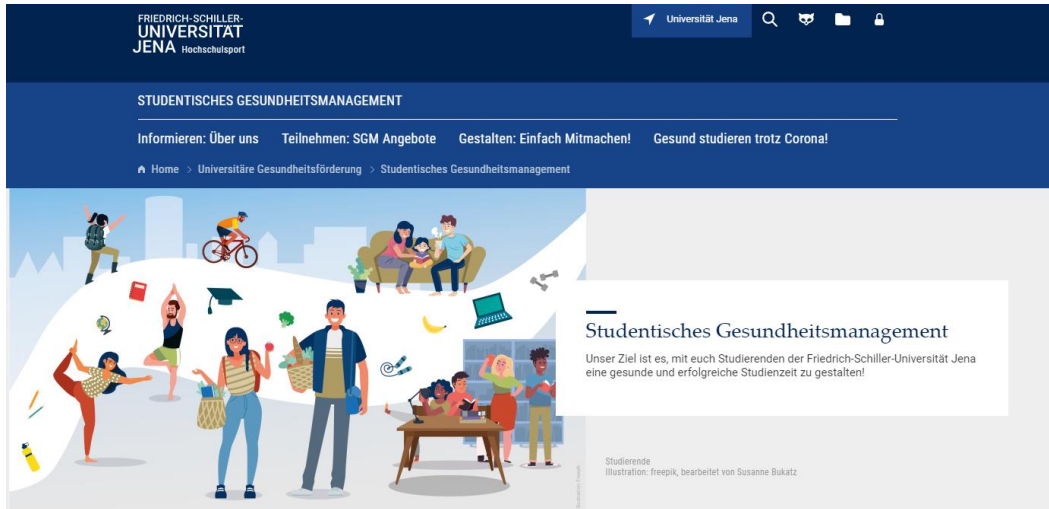 FRIEDRICH-SCHILLER-
UNIVERSITÄT
JENA Hochschulsport
Universität Jena
STUDENTISCHES GESUNDHEITSMANAGEMENT
Informieren: Über uns Teilnehmen: SGM Angebote Gestalten: Einfach Mitmachen! Gesund studieren trotz Corona!
Home > Universitäre Gesundheitsförderung > Studentisches Gesundheitsmanagement
Studentisches Gesundheitsmanagement
Unser Ziel ist es, mit euch Studierenden der Friedrich-Schiller-Universität Jena
eine gesunde und erfolgreiche Studienzeit zu gestalten!
Studierende
Illustration: freepik, bearbeitet von Susanne Bukatz